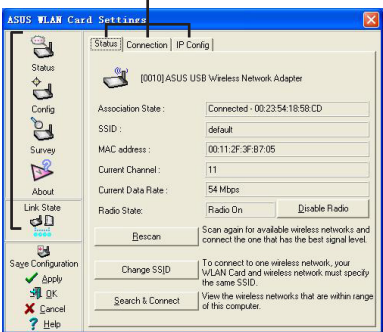 ASUS WLAN Card Settings
Status
Config
Survey
About
Link State
Save Configuration
Apply
OK
Cancel
Help
Status Connection IP Config
[0010] ASUS USB Wireless Network Adapter
Association State : Connected - 00:23:54:18:58:CD
SSID : default
MAC address : 00:11:2F:3F:B7:05
Current Channel : 11
Current Data Rate : 54 Mbps
Radio State: Radio On Disable Radio
Rescan
Scan again for available wireless networks and
connect the one that has the best signal level.
Change SSID
To connect to one wireless network, your
WLAN Card and wireless network must specify
the same SSID.
Search & Connect
View the wireless networks that are within range
of this computer.